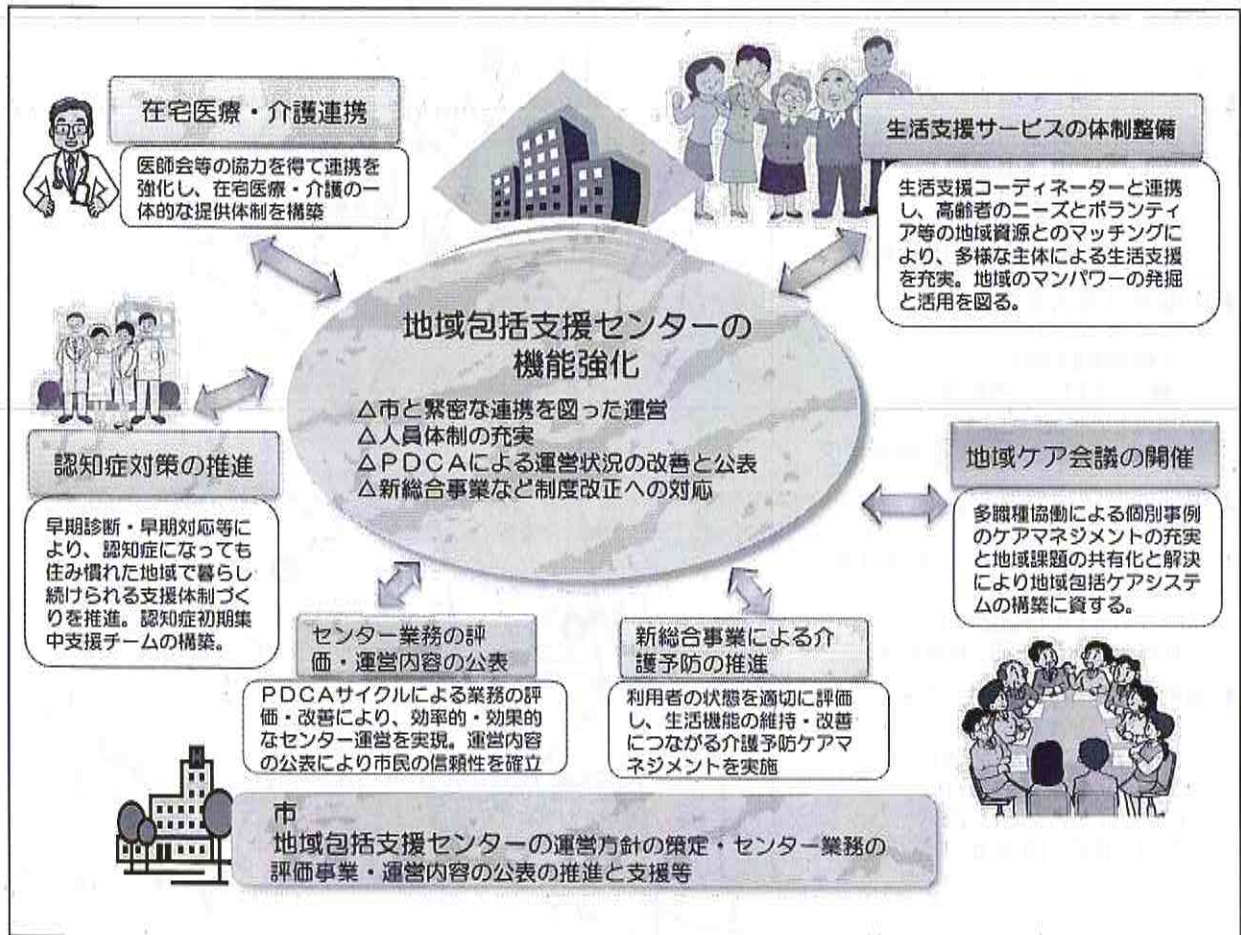 在宅医療・介護連携
医師会等の協力を得て連携を
強化し、在宅医療・介護の一
体的な提供体制を構築
生活支援サービスの体制整備
生活支援コーディネーターと連携
し、高齢者のニーズとボランティ
ア等の地域資源とのマッチングに
より、多様な主体による生活支援
を充実。地域のマンパワーの発掘
と活用を図る。
地域包括支援センターの
機能強化
△市と緊密な連携を図った運営
△人員体制の充実
△PDCAによる運営状況の改善と公表
△新総合事業など制度改正への対応
認知症対策の推進
早期診断・早期対応等に
より、認知症になっても
住み慣れた地域で暮らし
続けられる支援体制づく
りを推進。認知症初期集
中支援チームの構築。
地域ケア会議の開催
多職種協働による個別事例
のケアマネジメントの充実
と地域課題の共有化と解決
により地域包括ケアシステ
ムの構築に資する。
センター業務の評
価・運営内容の公表
PDCAサイクルによる業務の評
価・改善により、効率的・効果的
なセンター運営を実現。運営内容
の公表により市民の信頼性を確立
新総合事業による介
護予防の推進
利用者の状態を適切に評価
し、生活機能の維持・改善
につながる介護予防ケアマ
ネジメントを実施
市
地域包括支援センターの運営方針の策定・センター業務の
評価事業・運営内容の公表の推進と支援等